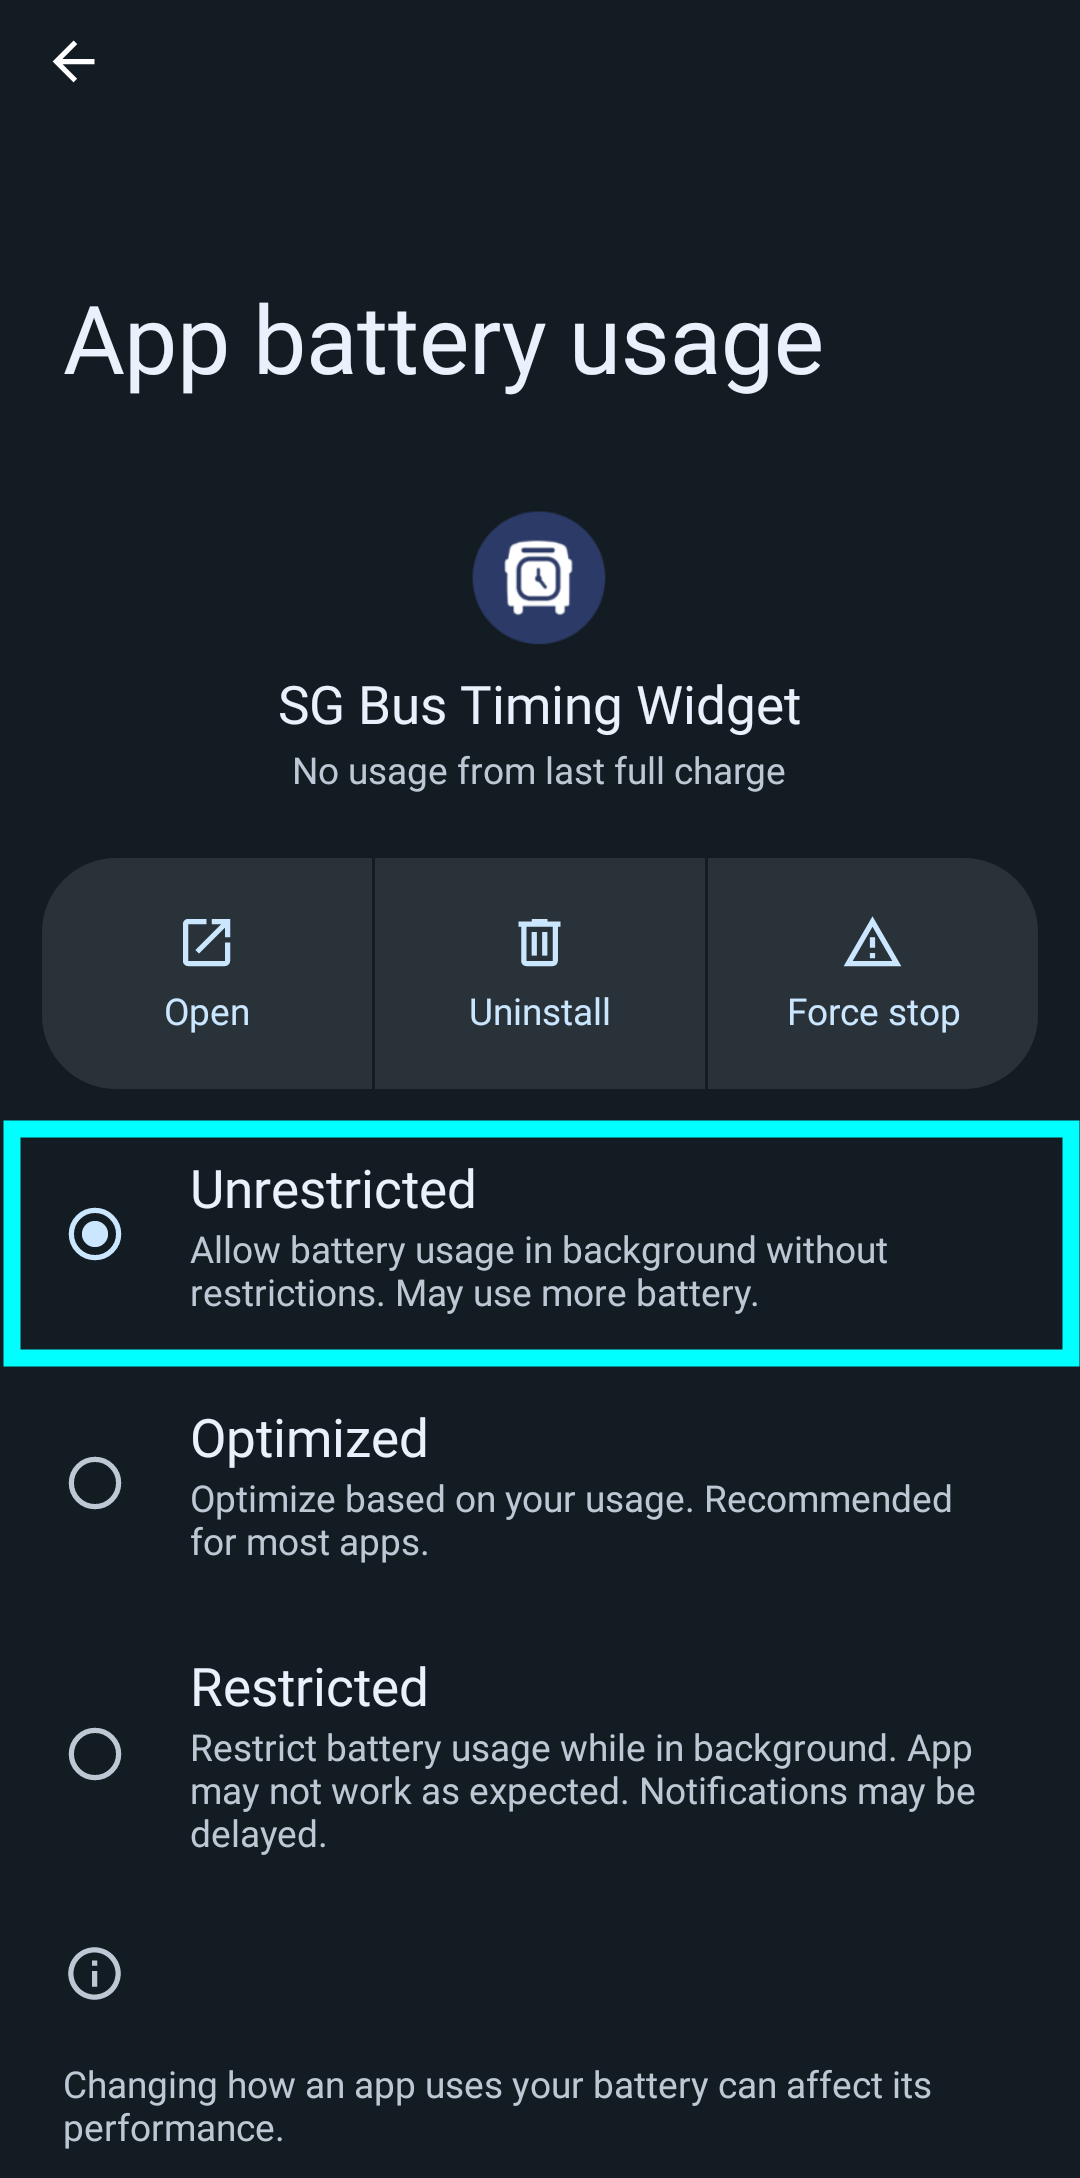 App battery usage
SG Bus Timing Widget
No usage from last full charge
Open
Uninstall
Force stop
Unrestricted
Allow battery usage in background without
restrictions. May use more battery.
Optimized
Optimize based on your usage. Recommended
for most apps.
Restricted
Restrict battery usage while in background. App
may not work as expected. Notifications may be
delayed.
Changing how an app uses your battery can affect its
performance.